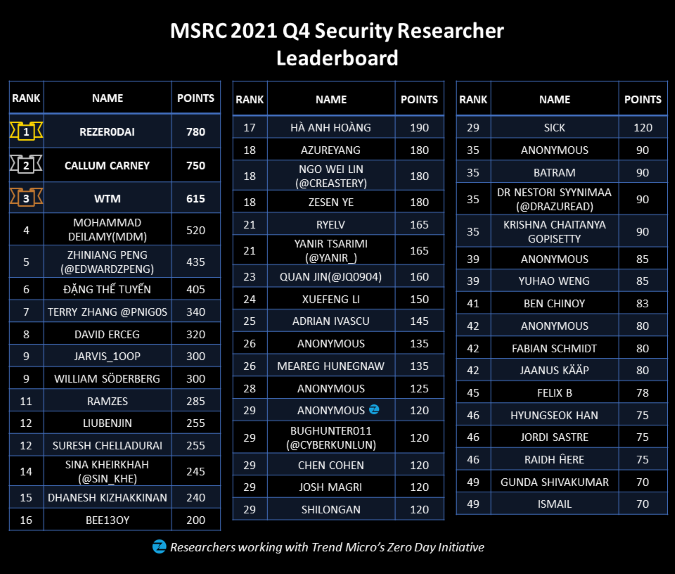 MSRC 2021 Q4 Security Researcher
Leaderboard
RANK NAME POINTS
1 REZER0DAI 780
2 CALLUM CARNEY 750
3 WTM 615
4 MOHAMMAD DEILAMY(MDM) 520
5 ZHINIANG PENG (@EDWARDZPENG) 435
6 ĐẶNG THẾ TUYẾN 405
7 TERRY ZHANG @PNIG0S 340
8 DAVID ERCEG 320
9 JARVIS_1OOP 300
9 WILLIAM SÖDERBERG 300
11 RAMZES 285
12 LIUBENJIN 255
12 SURESH CHELLADURAI 255
14 SINA KHEIRKHAH (@SIN_KHE) 245
15 DHANESH KIZHAKKINAN 240
16 BEE13OY 200
RANK NAME POINTS
17 HÀ ANH HOÀNG 190
18 AZUREYANG 180
18 NGO WEI LIN (@CREASTERY) 180
18 ZESEN YE 180
21 RYELV 165
21 YANIR TSARIMI (@YANIR_) 165
23 QUAN JIN(@JQ0904) 160
24 XUEFENG LI 150
25 ADRIAN IVASCU 145
26 ANONYMOUS 135
26 MEAREG HUNEGNAW 135
28 ANONYMOUS 125
29 ANONYMOUS 120
29 BUGHUNTER011 (@CYBERKUNLUN) 120
29 CHEN COHEN 120
29 JOSH MAGRI 120
29 SHILONGAN 120
RANK NAME POINTS
29 SICK 120
35 ANONYMOUS 90
35 BATRAM 90
35 DR NESTORI SYYNIMAA (@DRAZUREAD) 90
35 KRISHNA CHAITANYA GOPISETTY 90
39 ANONYMOUS 85
39 YUHAO WENG 85
41 BEN CHINOY 83
42 ANONYMOUS 80
42 FABIAN SCHMIDT 80
42 JAANUS KÄÄP 80
45 FELIX B 78
46 HYUNGSEOK HAN 75
46 JORDI SASTRE 75
46 RAIDH ĤERE 75
49 GUNDA SHIVAKUMAR 70
49 ISMAIL 70
Researchers working with Trend Micro's Zero Day Initiative